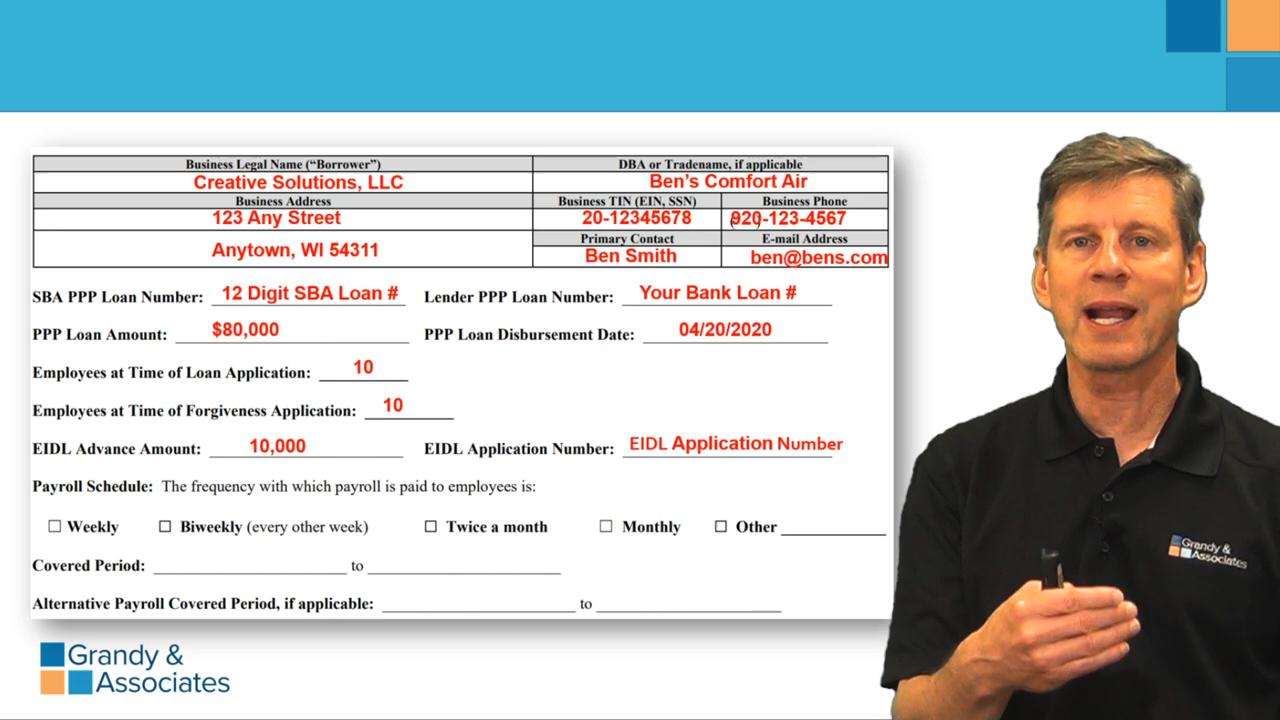 Business Legal Name (“Borrower”) DBA or Tradename, if applicable
Creative Solutions, LLC Ben’s Comfort Air
Business Address Business TIN (EIN, SSN) Business Phone
123 Any Street 20-12345678 (920-123-4567
Primary Contact E-mail Address
Anytown, WI 54311 Ben Smith ben@bens.com
SBA PPP Loan Number: 12 Digit SBA Loan # Lender PPP Loan Number: Your Bank Loan #
PPP Loan Amount: $80,000 PPP Loan Disbursement Date: 04/20/2020
Employees at Time of Loan Application: 10
Employees at Time of Forgiveness Application: 10
EIDL Advance Amount: 10,000 EIDL Application Number: EIDL Application Number
Payroll Schedule: The frequency with which payroll is paid to employees is:
☐ Weekly ☐ Biweekly (every other week) ☐ Twice a month ☐ Monthly ☐ Other ____________
Covered Period: ____________ to ____________
Alternative Payroll Covered Period, if applicable: ____________ to ____________
Grandy &
Associates
Grandy &
Associates